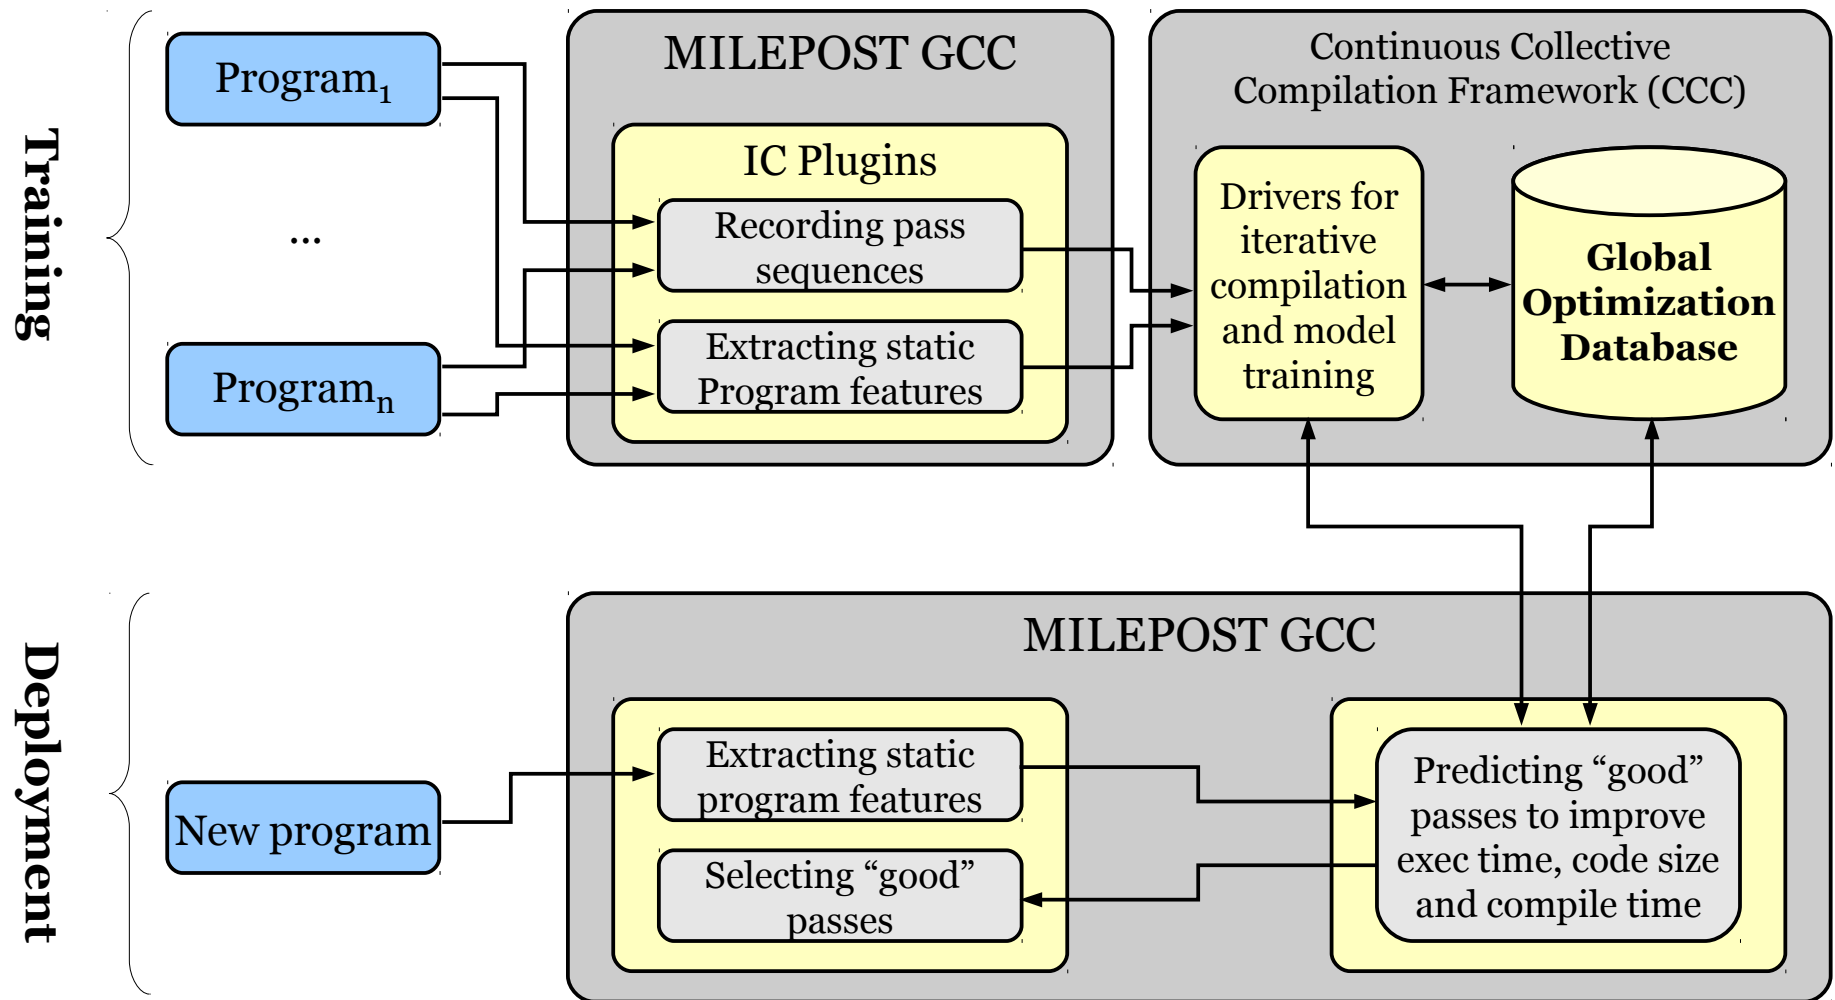 Training
Program1
...
Programn
MILEPOST GCC
IC Plugins
Recording pass
sequences
Extracting static
Program features
Continuous Collective
Compilation Framework (CCC)
Drivers for
iterative
compilation
and model
training
Global
Optimization
Database
Deployment
New program
MILEPOST GCC
Extracting static
program features
Selecting “good”
passes
Predicting “good”
passes to improve
exec time, code size
and compile time